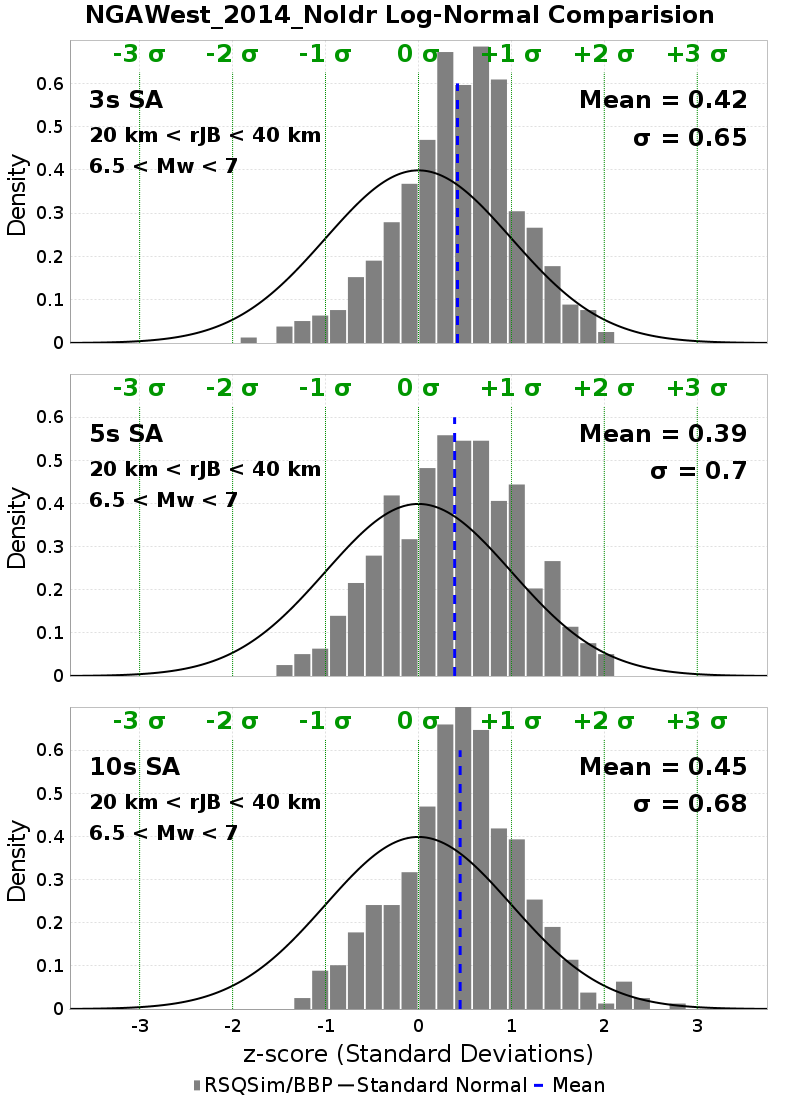 NGAWest_2014_NoIdr Log-Normal Comparision
-3 σ -2 σ -1 σ 0 σ +1 σ +2 σ +3 σ
3s SA
20 km < rJB < 40 km
6.5 < Mw < 7
Mean = 0.42
σ = 0.65
Density
0.6
0.5
0.4
0.3
0.2
0.1
0
-3 σ -2 σ -1 σ 0 σ +1 σ +2 σ +3 σ
5s SA
20 km < rJB < 40 km
6.5 < Mw < 7
Mean = 0.39
σ = 0.7
Density
0.6
0.5
0.4
0.3
0.2
0.1
0
-3 σ -2 σ -1 σ 0 σ +1 σ +2 σ +3 σ
10s SA
20 km < rJB < 40 km
6.5 < Mw < 7
Mean = 0.45
σ = 0.68
Density
0.6
0.5
0.4
0.3
0.2
0.1
0
-3 -2 -1 0 1 2 3
z-score (Standard Deviations)
RSQSim/BBP Standard Normal Mean